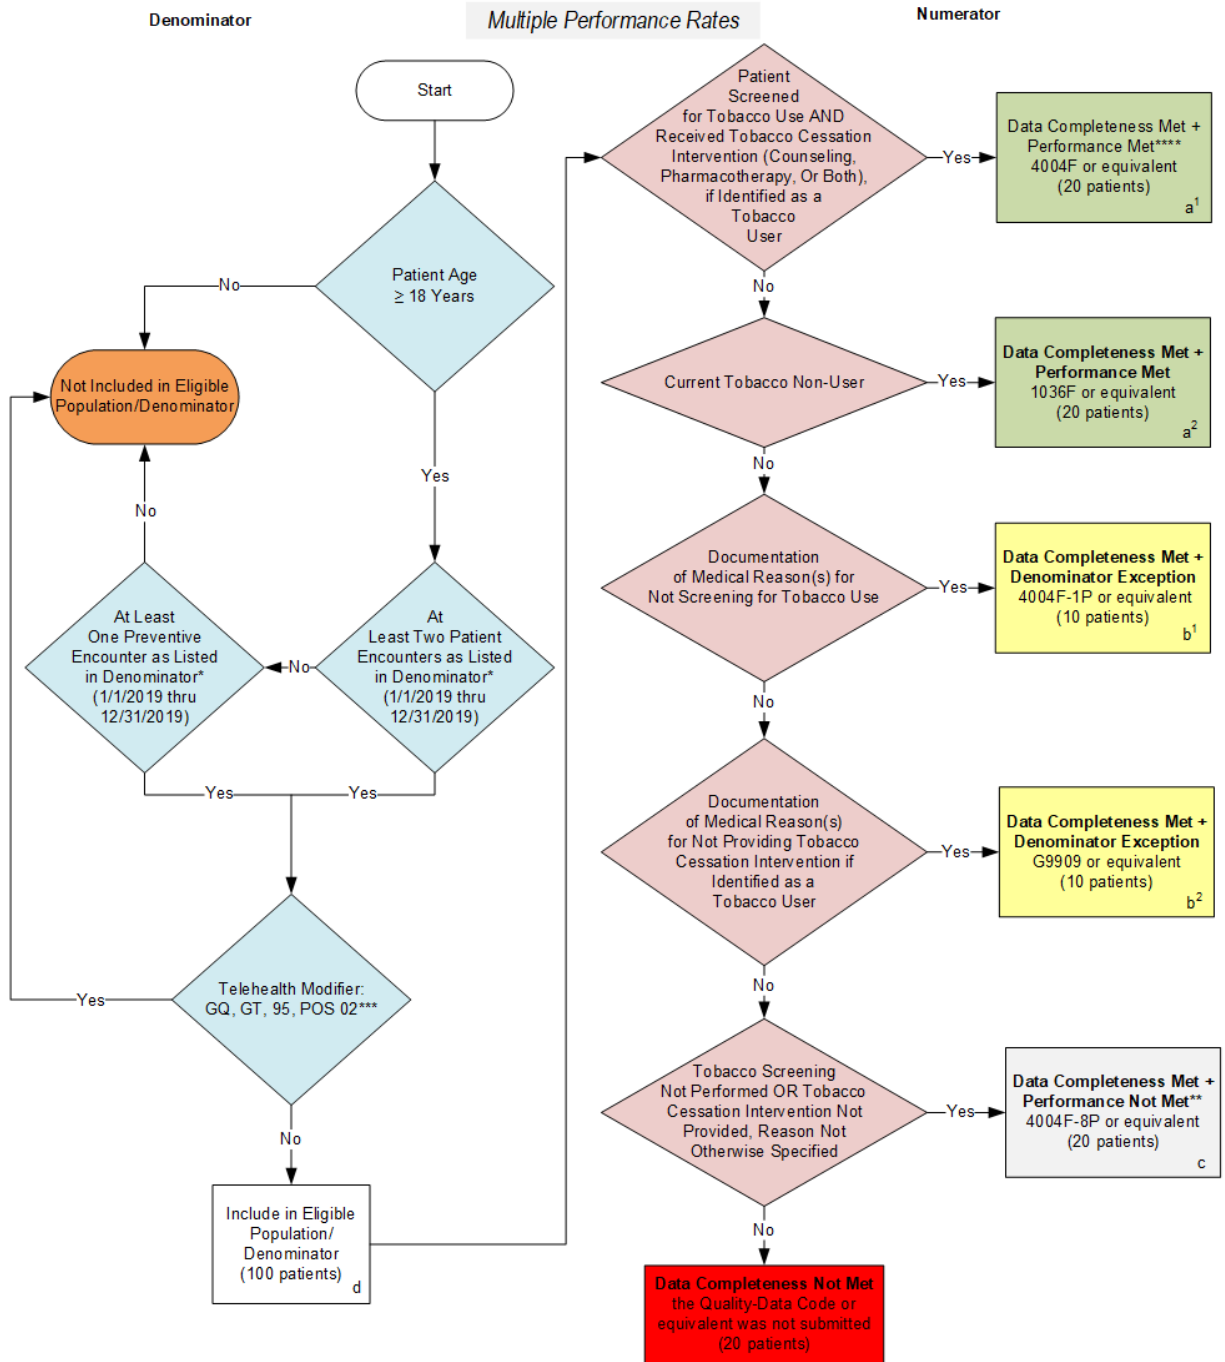 Denominator
Multiple Performance Rates
Numerator
Start
Patient Age
≥ 18 Years
No
Yes
Not Included in Eligible
Population/Denominator
No
At Least
One Preventive
Encounter as Listed
in Denominator*
(1/1/2019 thru
12/31/2019)
No
At
Least Two Patient
Encounters as Listed
in Denominator*
(1/1/2019 thru
12/31/2019)
Yes
Yes
Telehealth Modifier:
GQ, GT, 95, POS 02***
Yes
No
Include in Eligible
Population/
Denominator
(100 patients)
d
Patient
Screened
for Tobacco Use AND
Received Tobacco Cessation
Intervention (Counseling,
Pharmacotherapy, Or Both),
if Identified as a
Tobacco
User
Yes
Data Completeness Met +
Performance Met****
4004F or equivalent
(20 patients)
a¹
No
Current Tobacco Non-User
Yes
Data Completeness Met +
Performance Met
1036F or equivalent
(20 patients)
a²
No
Documentation
of Medical Reason(s) for
Not Screening for Tobacco Use
Yes
Data Completeness Met +
Denominator Exception
4004F-1P or equivalent
(10 patients)
b¹
No
Documentation
of Medical Reason(s)
for Not Providing Tobacco
Cessation Intervention if
Identified as a
Tobacco User
Yes
Data Completeness Met +
Denominator Exception
G9909 or equivalent
(10 patients)
b²
No
Tobacco Screening
Not Performed OR Tobacco
Cessation Intervention Not
Provided, Reason Not
Otherwise Specified
Yes
Data Completeness Met +
Performance Not Met**
4004F-8P or equivalent
(20 patients)
c
No
Data Completeness Not Met
the Quality-Data Code or
equivalent was not submitted
(20 patients)